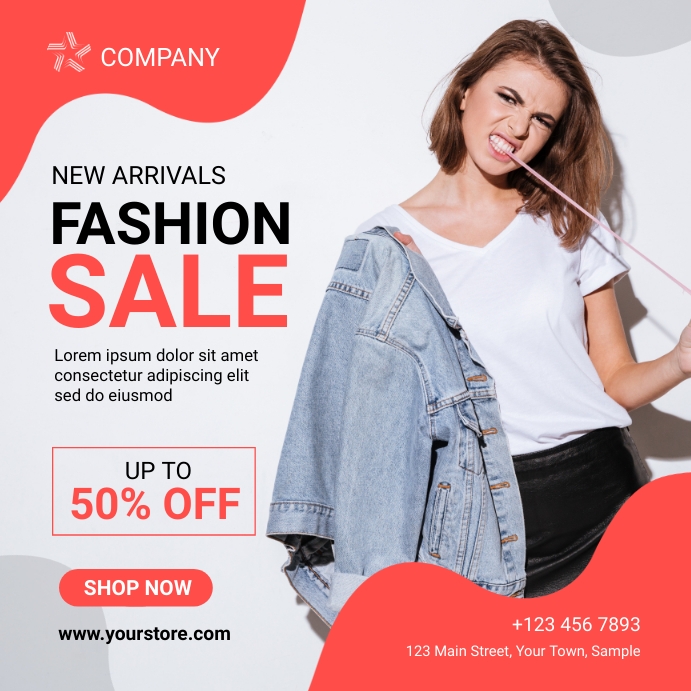 COMPANY
NEW ARRIVALS
FASHION
SALE
Lorem ipsum dolor sit amet
consectetur adipiscing elit
sed do eiusmod
UP TO
50% OFF
SHOP NOW
www.yourstore.com
+123 456 7893
123 Main Street, Your Town, Sample